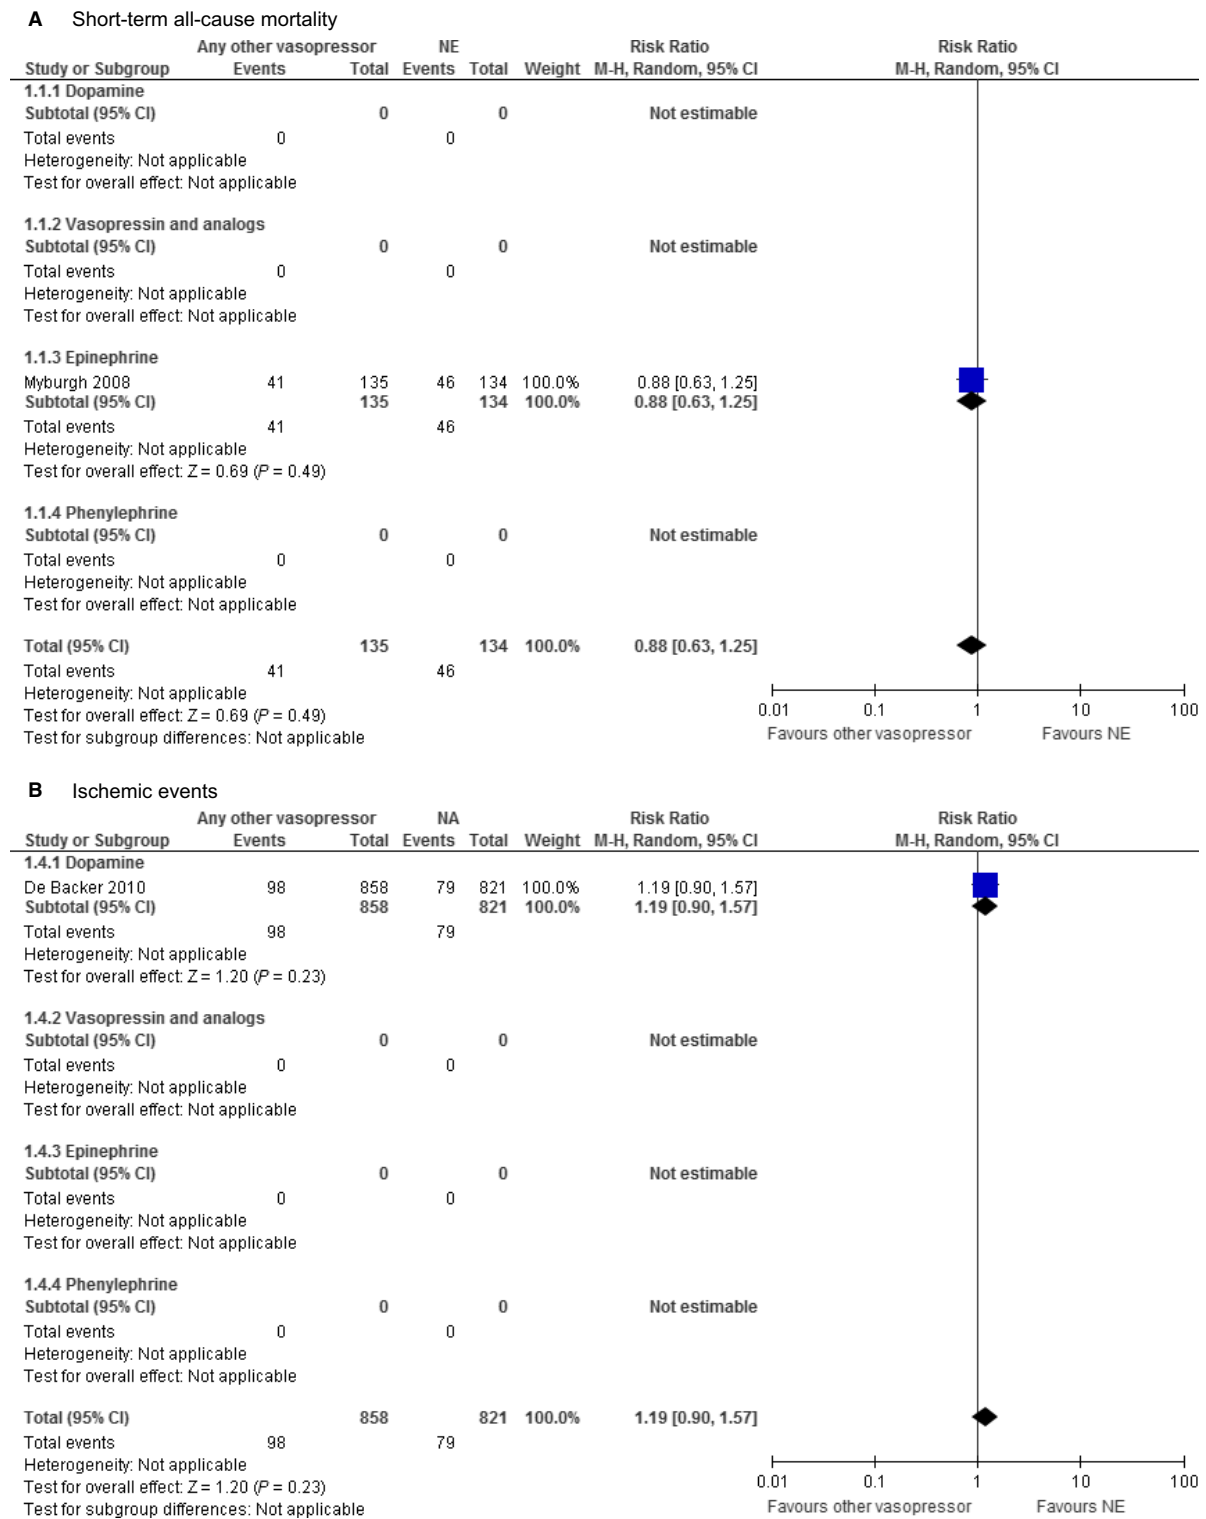 A Short-term all-cause mortality
Any other vasopressor NE Risk Ratio Risk Ratio
Study or Subgroup Events Total Events Total Weight M-H, Random, 95% CI M-H, Random, 95% CI
1.1.1 Dopamine
Subtotal (95% CI) 0 0 Not estimable
Total events 0 0
Heterogeneity: Not applicable
Test for overall effect: Not applicable
1.1.2 Vasopressin and analogs
Subtotal (95% CI) 0 0 Not estimable
Total events 0 0
Heterogeneity: Not applicable
Test for overall effect: Not applicable
1.1.3 Epinephrine
Myburgh 2008 41 135 46 134 100.0% 0.88 [0.63, 1.25]
Subtotal (95% CI) 135 134 100.0% 0.88 [0.63, 1.25]
Total events 41 46
Heterogeneity: Not applicable
Test for overall effect: Z = 0.69 (P = 0.49)
1.1.4 Phenylephrine
Subtotal (95% CI) 0 0 Not estimable
Total events 0 0
Heterogeneity: Not applicable
Test for overall effect: Not applicable
Total (95% CI) 135 134 100.0% 0.88 [0.63, 1.25]
Total events 41 46
Heterogeneity: Not applicable
Test for overall effect: Z = 0.69 (P = 0.49)
Test for subgroup differences: Not applicable
0.01 0.1 1 10 100
Favours other vasopressor Favours NE
B Ischemic events
Any other vasopressor NA Risk Ratio Risk Ratio
Study or Subgroup Events Total Events Total Weight M-H, Random, 95% CI M-H, Random, 95% CI
1.4.1 Dopamine
De Backer 2010 98 858 79 821 100.0% 1.19 [0.90, 1.57]
Subtotal (95% CI) 858 821 100.0% 1.19 [0.90, 1.57]
Total events 98 79
Heterogeneity: Not applicable
Test for overall effect: Z = 1.20 (P = 0.23)
1.4.2 Vasopressin and analogs
Subtotal (95% CI) 0 0 Not estimable
Total events 0 0
Heterogeneity: Not applicable
Test for overall effect: Not applicable
1.4.3 Epinephrine
Subtotal (95% CI) 0 0 Not estimable
Total events 0 0
Heterogeneity: Not applicable
Test for overall effect: Not applicable
1.4.4 Phenylephrine
Subtotal (95% CI) 0 0 Not estimable
Total events 0 0
Heterogeneity: Not applicable
Test for overall effect: Not applicable
Total (95% CI) 858 821 100.0% 1.19 [0.90, 1.57]
Total events 98 79
Heterogeneity: Not applicable
Test for overall effect: Z = 1.20 (P = 0.23)
Test for subgroup differences: Not applicable
0.01 0.1 1 10 100
Favours other vasopressor Favours NE